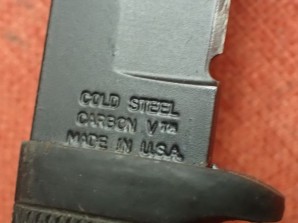 COLD STEEL
CARBON V™
MADE IN U.S.A.